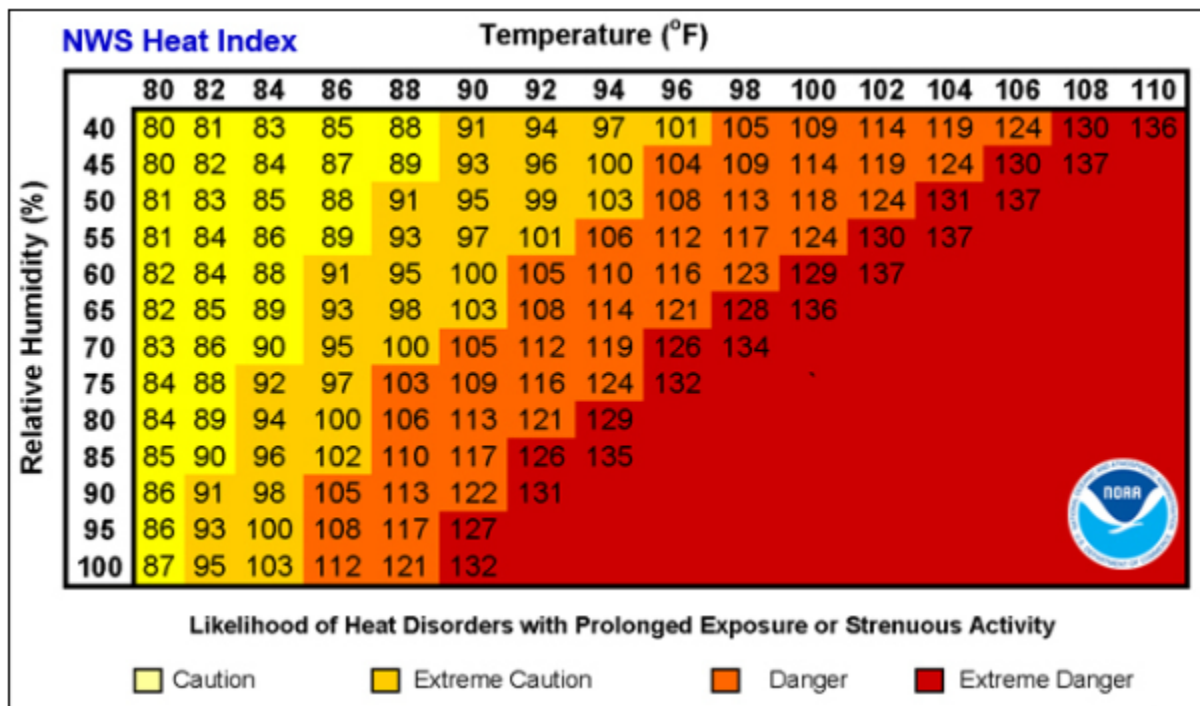 NWS Heat Index
Temperature (°F)
80 82 84 86 88 90 92 94 96 98 100 102 104 106 108 110
Relative Humidity (%)
40 80 81 83 85 88 91 94 97 101 105 109 114 119 124 130 136
45 80 82 84 87 89 93 96 100 104 109 114 119 124 130 137
50 81 83 85 88 91 95 99 103 108 113 118 124 131 137
55 81 84 86 89 93 97 101 106 112 117 124 130 137
60 82 84 88 91 95 100 105 110 116 123 129 137
65 82 85 89 93 98 103 108 114 121 128 136
70 83 86 90 95 100 105 112 119 126 134
75 84 88 92 97 103 109 116 124 132
80 84 89 94 100 106 113 121 129
85 85 90 96 102 110 117 126 135
90 86 91 98 105 113 122 131
95 86 93 100 108 117 127
100 87 95 103 112 121 132
NOAA
Likelihood of Heat Disorders with Prolonged Exposure or Strenuous Activity
Caution
Extreme Caution
Danger
Extreme Danger